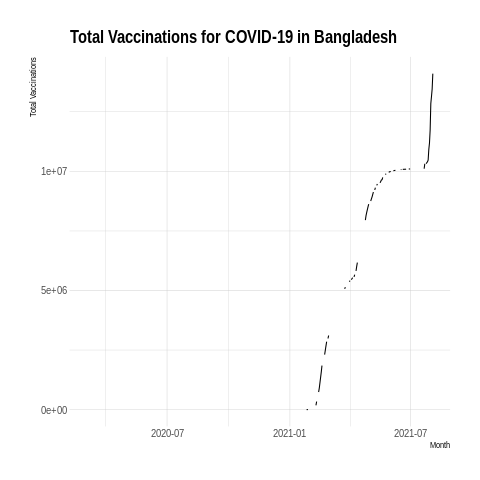 Total Vaccinations for COVID-19 in Bangladesh
Total Vaccinations
1e+07
5e+06
0e+00
2020-07 2021-01 2021-07
Month